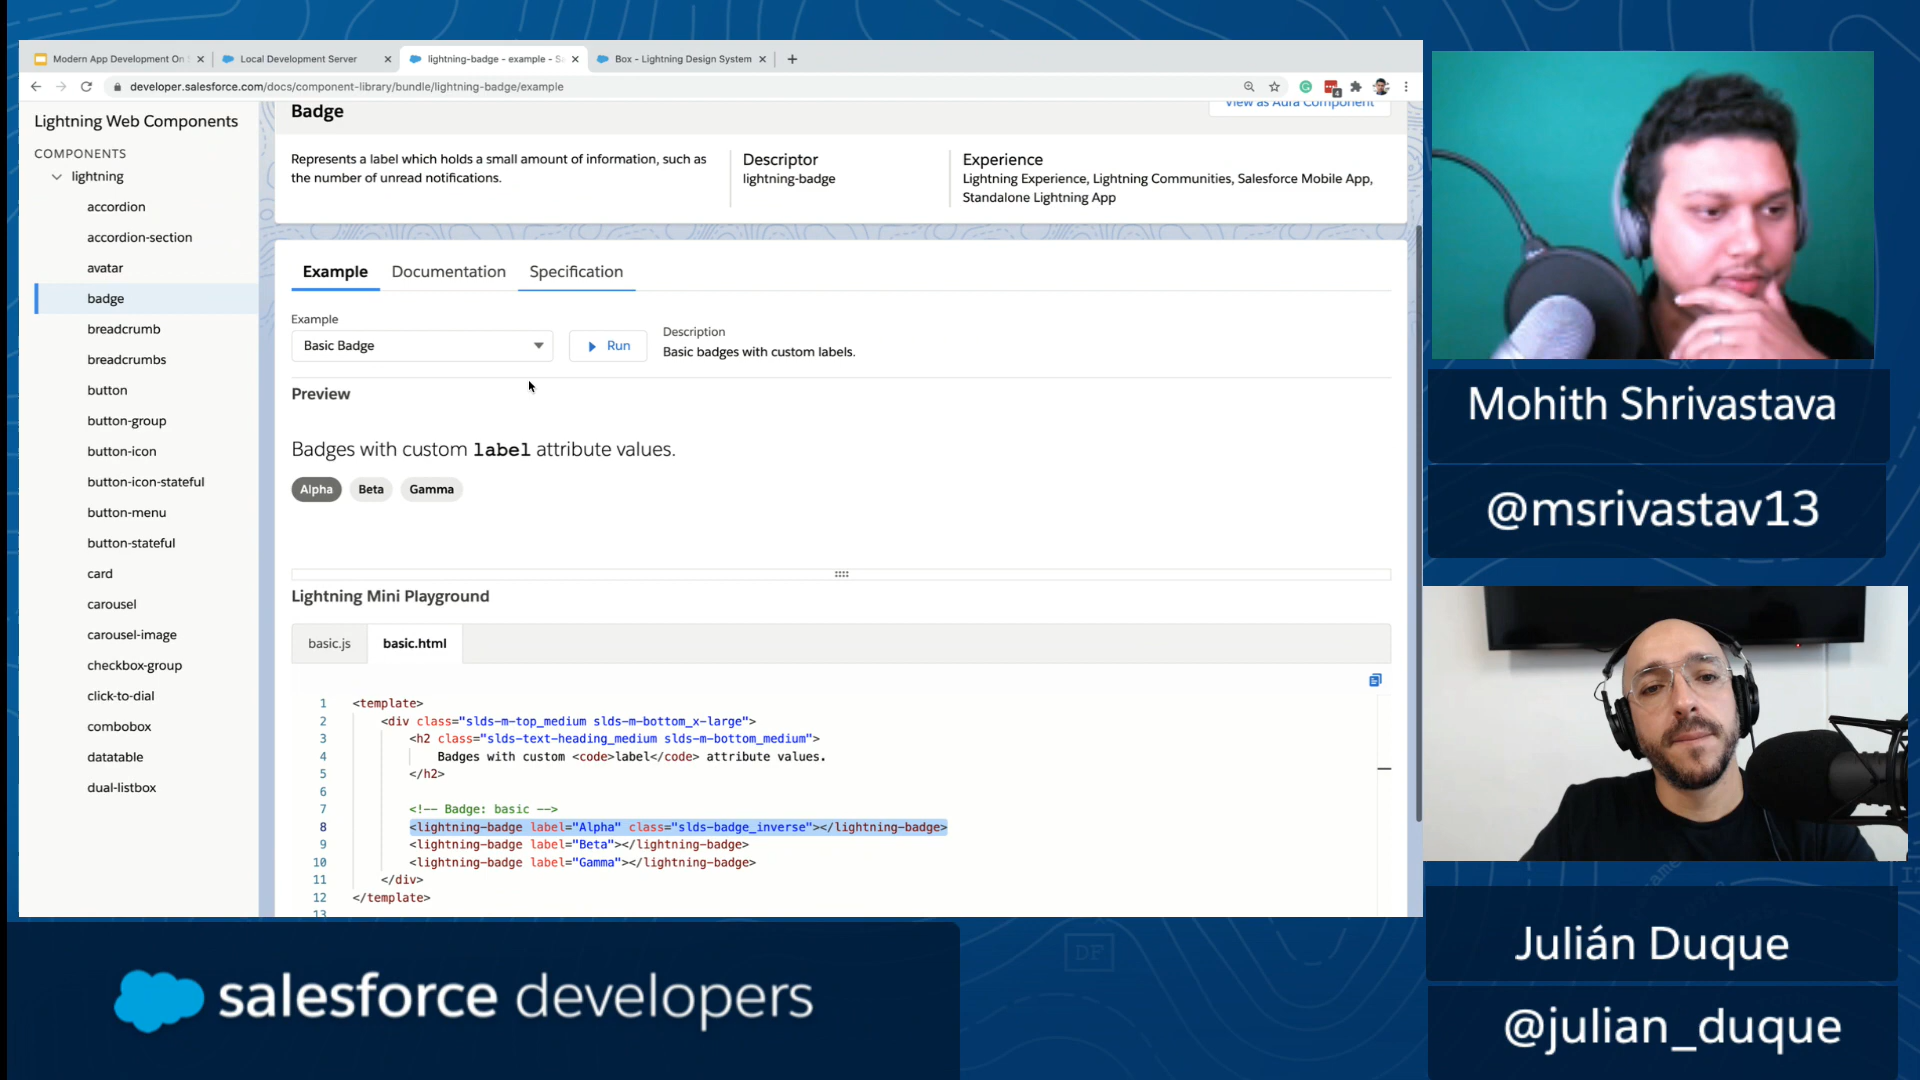 Modern App Development On S
Local Development Server
lightning-badge - example - Sa
Box - Lightning Design System
developer.salesforce.com/docs/component-library/bundle/lightning-badge/example
4
Lightning Web Components
COMPONENTS
lightning
accordion
accordion-section
avatar
badge
breadcrumb
breadcrumbs
button
button-group
button-icon
button-icon-stateful
button-menu
button-stateful
card
carousel
carousel-image
checkbox-group
click-to-dial
combobox
datatable
dual-listbox
Badge
View as Aura Component
Represents a label which holds a small amount of information, such as
the number of unread notifications.
Descriptor
lightning-badge
Experience
Lightning Experience, Lightning Communities, Salesforce Mobile App,
Standalone Lightning App
Example Documentation Specification
Example
Basic Badge
Run
Description
Basic badges with custom labels.
Preview
Badges with custom label attribute values.
Alpha Beta Gamma
Lightning Mini Playground
basic.js basic.html
1 <template>
2 <div class="slds-m-top_medium slds-m-bottom_x-large">
3 <h2 class="slds-text-heading_medium slds-m-bottom_medium">
4 Badges with custom <code>label</code> attribute values.
5 </h2>
6
7 <!-- Badge: basic -->
8 <lightning-badge label="Alpha" class="slds-badge_inverse"></lightning-badge>
9 <lightning-badge label="Beta"></lightning-badge>
10 <lightning-badge label="Gamma"></lightning-badge>
11 </div>
12 </template>
13
Mohith Shrivastava
@msrivastav13
Julián Duque
@julian_duque
salesforce developers
DF